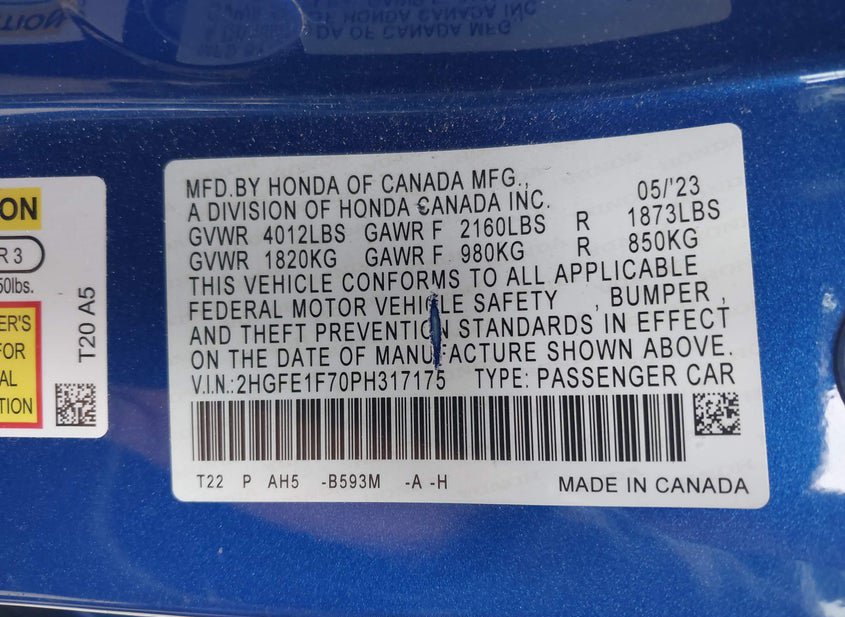 MFD.BY HONDA OF CANADA MFG., 05/'23
A DIVISION OF HONDA CANADA INC.
GVWR 4012LBS GAWR F 2160LBS R 1873LBS
GVWR 1820KG GAWR F 980KG R 850KG
THIS VEHICLE CONFORMS TO ALL APPLICABLE
FEDERAL MOTOR VEHICLE SAFETY , BUMPER ,
AND THEFT PREVENTION STANDARDS IN EFFECT
ON THE DATE OF MANUFACTURE SHOWN ABOVE.
V.I.N.:2HGFE1F70PH317175 TYPE: PASSENGER CAR
T22 P AH5 -B593M -A -H MADE IN CANADA
ON
R 3
50lbs.
ER'S
FOR
AL
TION
T20 A5